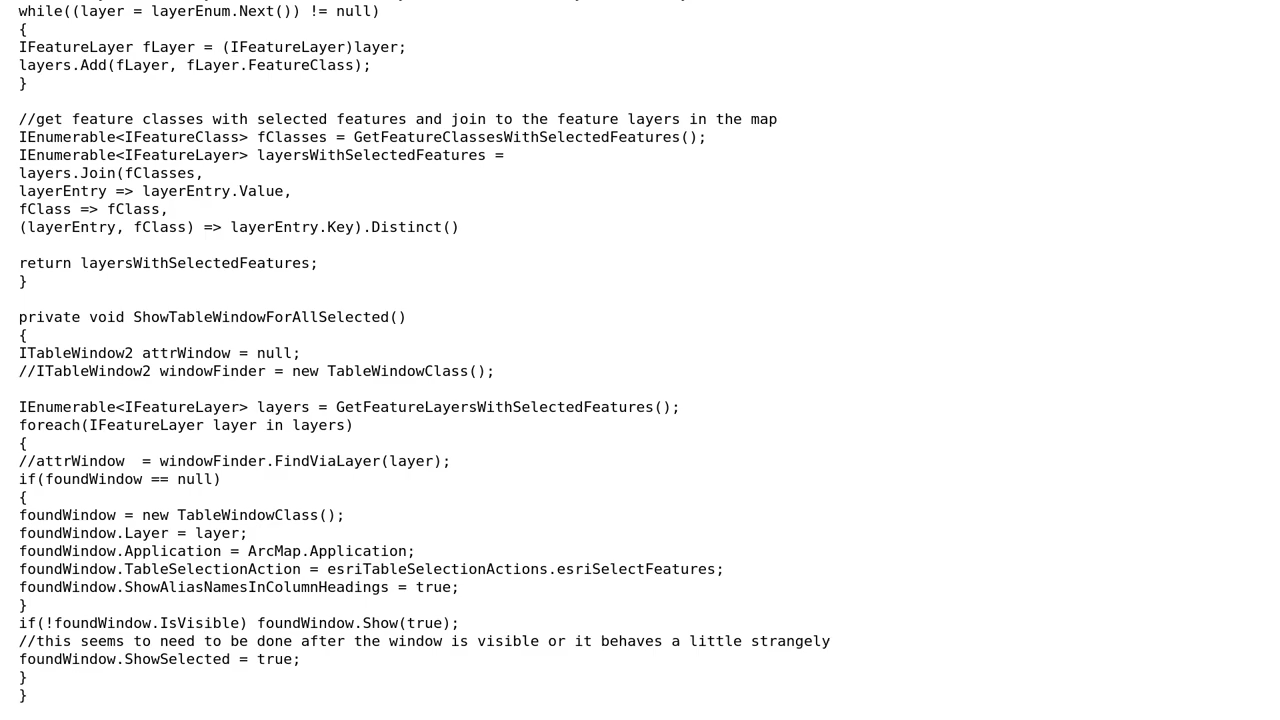 while((layer = layerEnum.Next()) != null)
{
IFeatureLayer fLayer = (IFeatureLayer)layer;
layers.Add(fLayer, fLayer.FeatureClass);
}
//get feature classes with selected features and join to the feature layers in the map
IEnumerable<IFeatureClass> fClasses = GetFeatureClassesWithSelectedFeatures();
IEnumerable<IFeatureLayer> layersWithSelectedFeatures =
layers.Join(fClasses,
layerEntry => layerEntry.Value,
fClass => fClass,
(layerEntry, fClass) => layerEntry.Key).Distinct()
return layersWithSelectedFeatures;
}
private void ShowTableWindowForAllSelected()
{
ITableWindow2 attrWindow = null;
//ITableWindow2 windowFinder = new TableWindowClass();
IEnumerable<IFeatureLayer> layers = GetFeatureLayersWithSelectedFeatures();
foreach(IFeatureLayer layer in layers)
{
//attrWindow  = windowFinder.FindViaLayer(layer);
if(foundWindow == null)
{
foundWindow = new TableWindowClass();
foundWindow.Layer = layer;
foundWindow.Application = ArcMap.Application;
foundWindow.TableSelectionAction = esriTableSelectionActions.esriSelectFeatures;
foundWindow.ShowAliasNamesInColumnHeadings = true;
}
if(!foundWindow.IsVisible) foundWindow.Show(true);
//this seems to need to be done after the window is visible or it behaves a little strangely
foundWindow.ShowSelected = true;
}
}